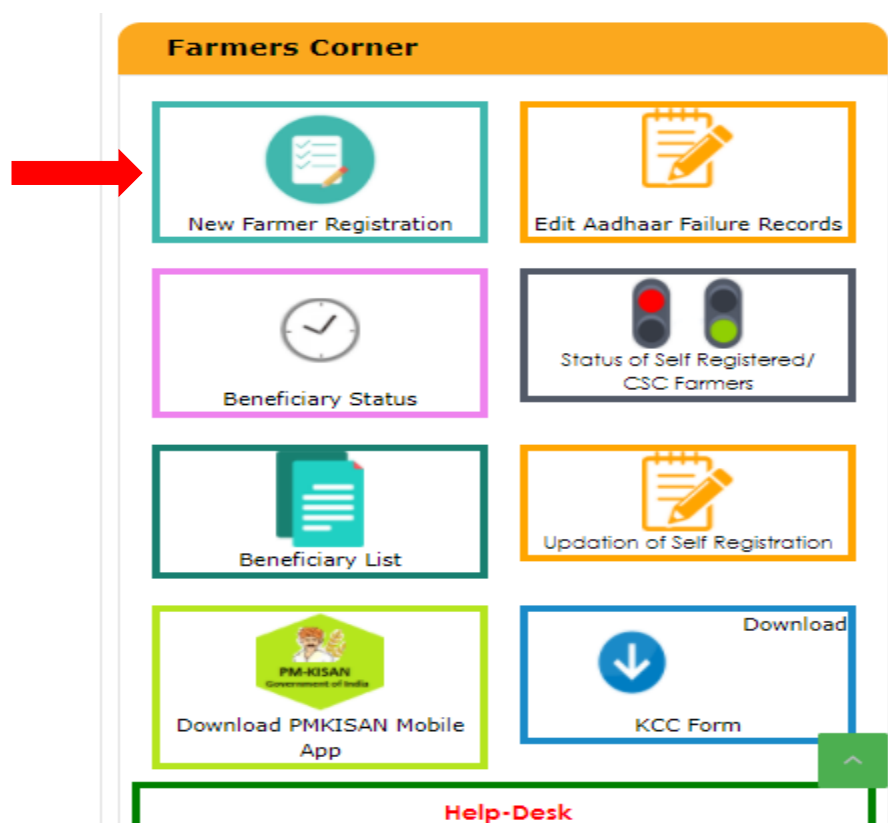 Farmers Corner
New Farmer Registration
Edit Aadhaar Failure Records
Beneficiary Status
Status of Self Registered/
CSC Farmers
Beneficiary List
Updation of Self Registration
PM-KISAN
Government of India
Download PMKISAN Mobile
App
Download
KCC Form
Help-Desk